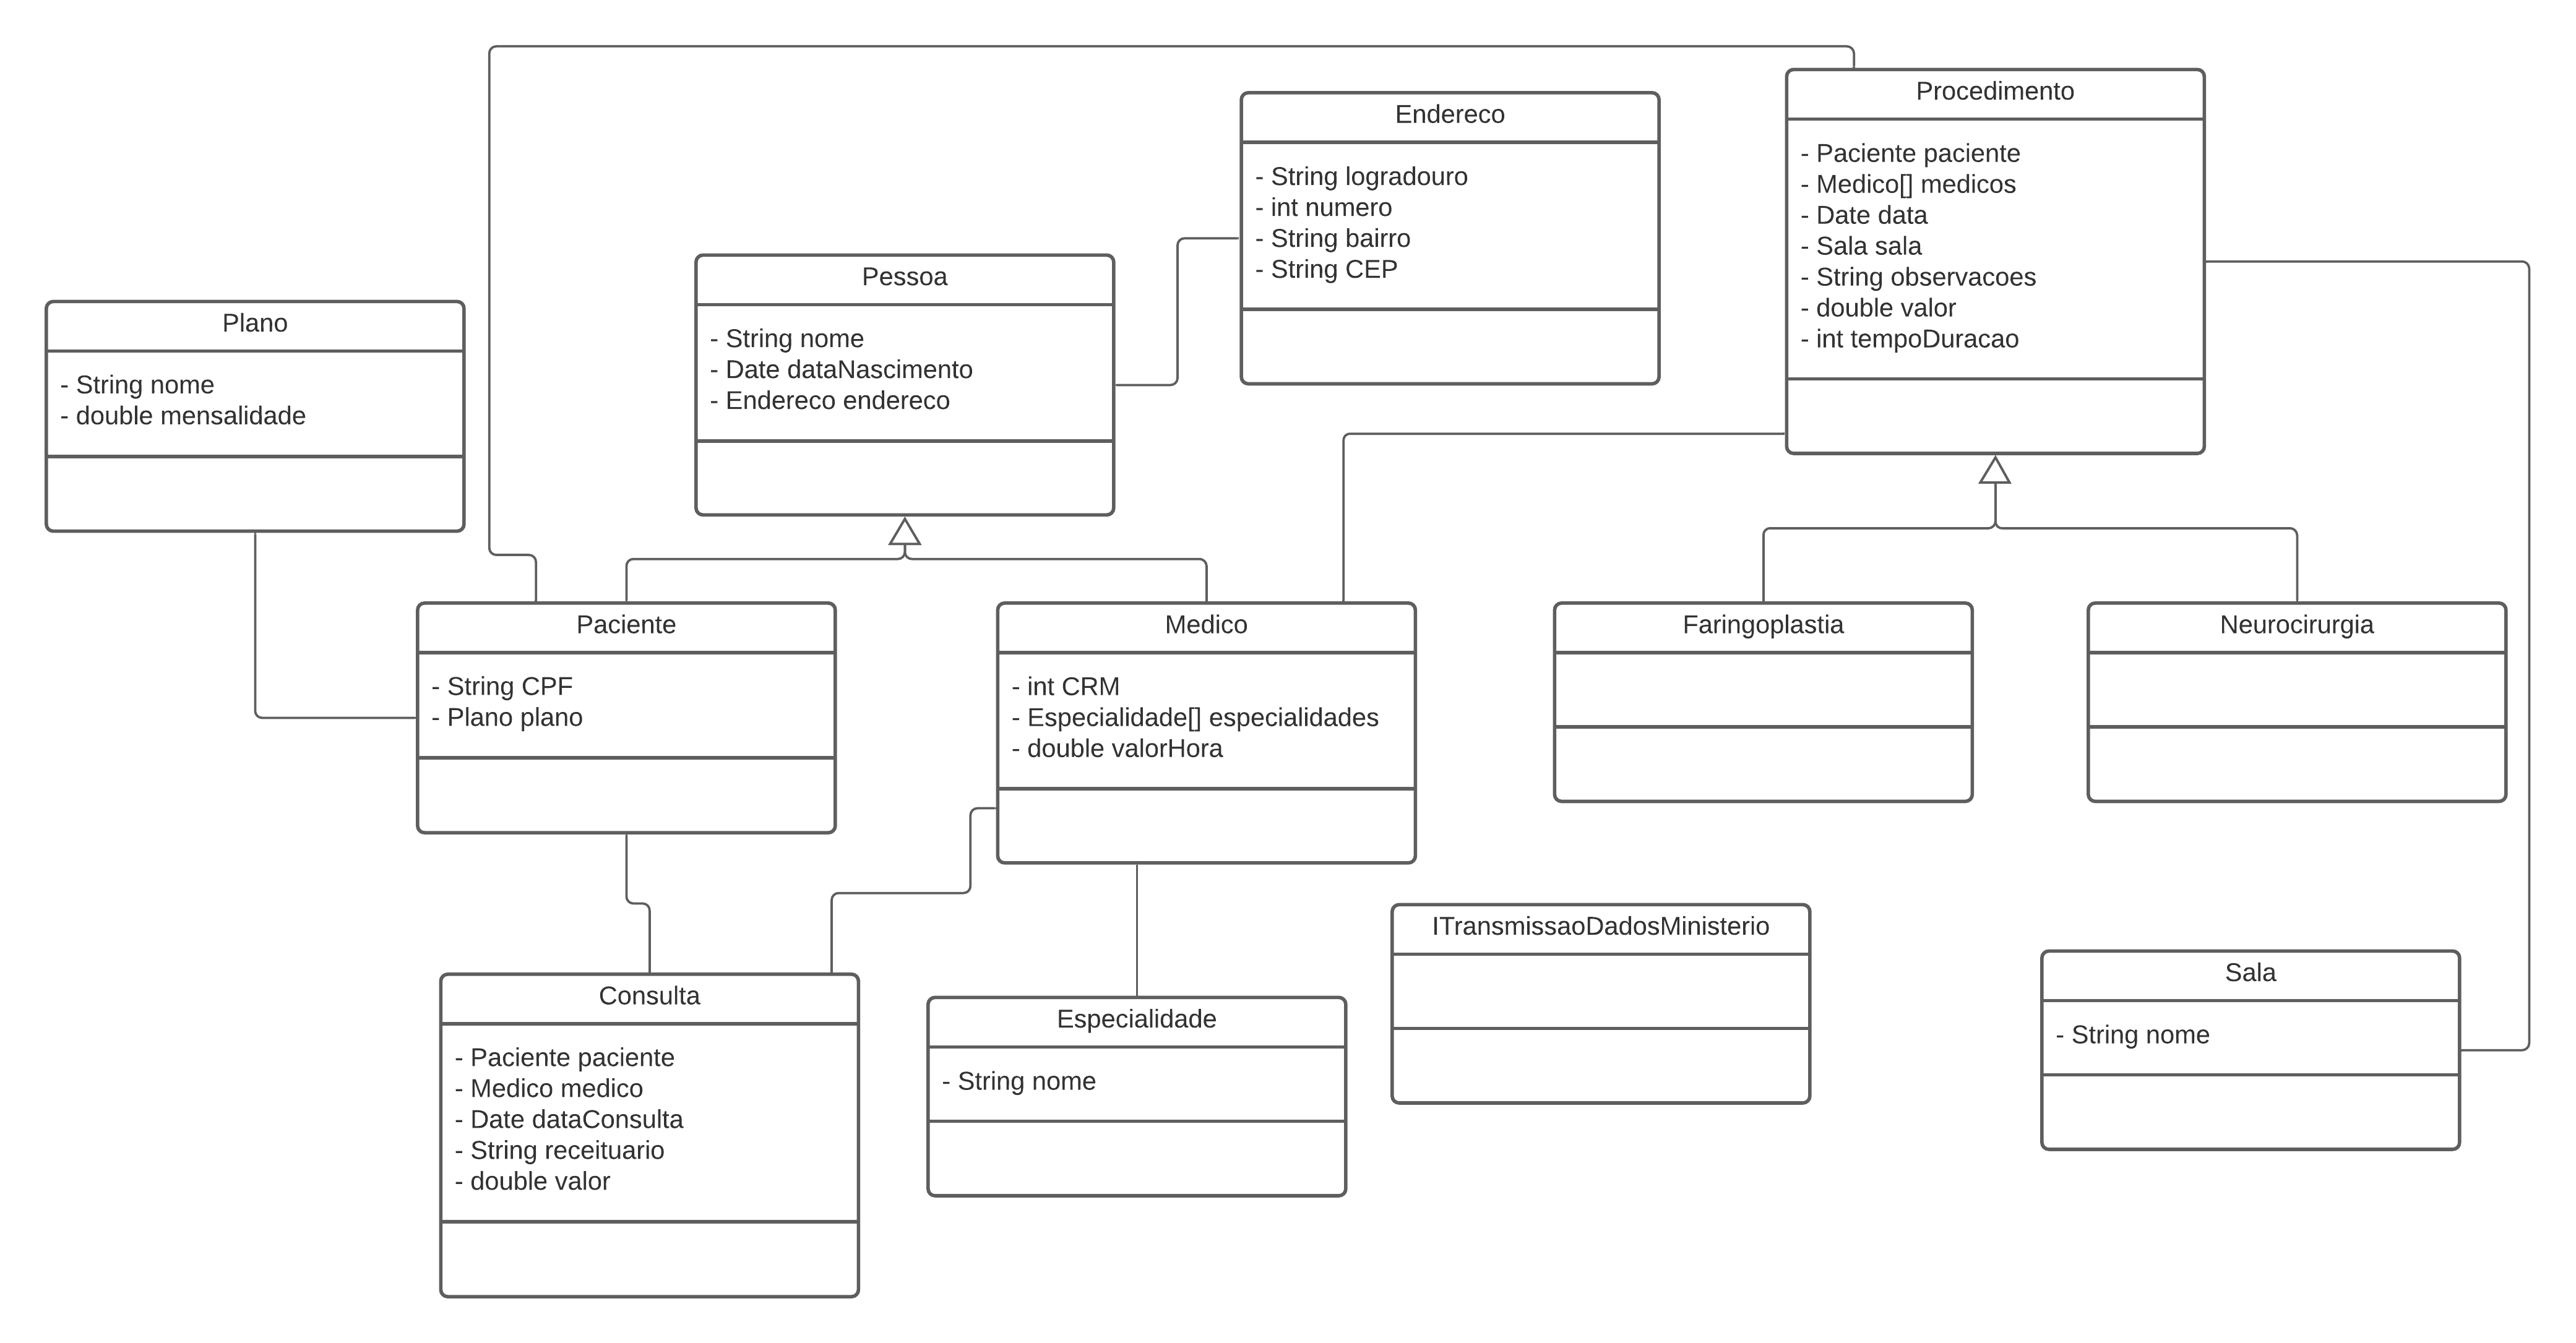 Procedimento
- Paciente paciente
- Medico[] medicos
- Date data
- Sala sala
- String observacoes
- double valor
- int tempoDuracao
Endereco
- String logradouro
- int numero
- String bairro
- String CEP
Pessoa
- String nome
- Date dataNascimento
- Endereco endereco
Plano
- String nome
- double mensalidade
Paciente
- String CPF
- Plano plano
Medico
- int CRM
- Especialidade[] especialidades
- double valorHora
Faringoplastia
Neurocirurgia
ITransmissaoDadosMinisterio
Sala
- String nome
Consulta
- Paciente paciente
- Medico medico
- Date dataConsulta
- String receituario
- double valor
Especialidade
- String nome